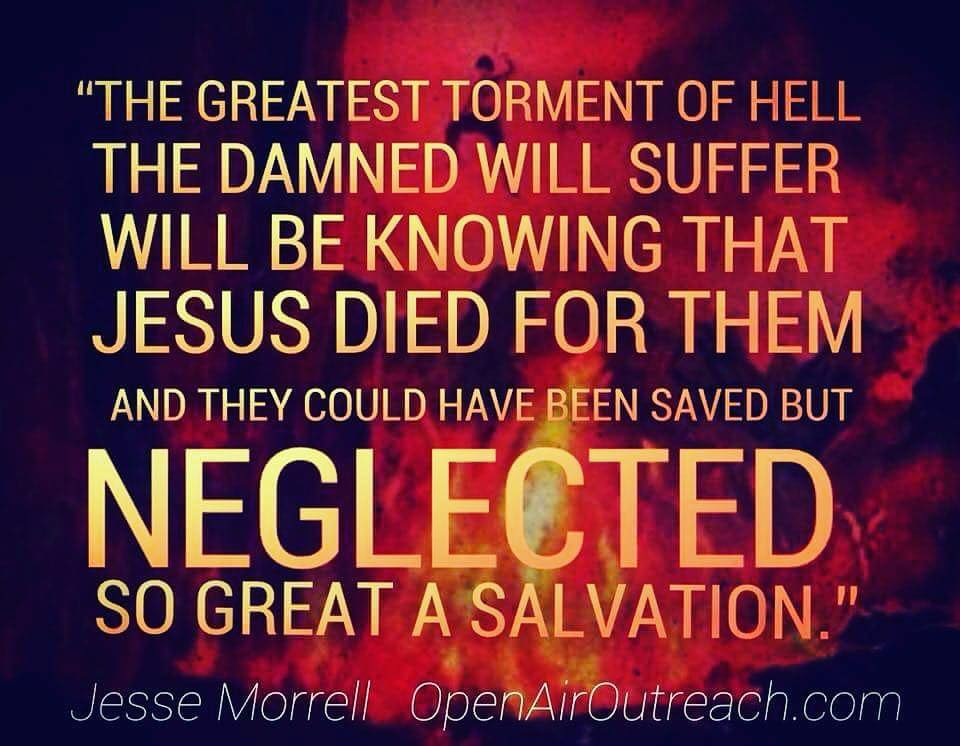 “THE GREATEST TORMENT OF HELL
THE DAMNED WILL SUFFER
WILL BE KNOWING THAT
JESUS DIED FOR THEM
AND THEY COULD HAVE BEEN SAVED BUT
NEGLECTED
SO GREAT A SALVATION.”
Jesse Morrell OpenAirOutreach.com